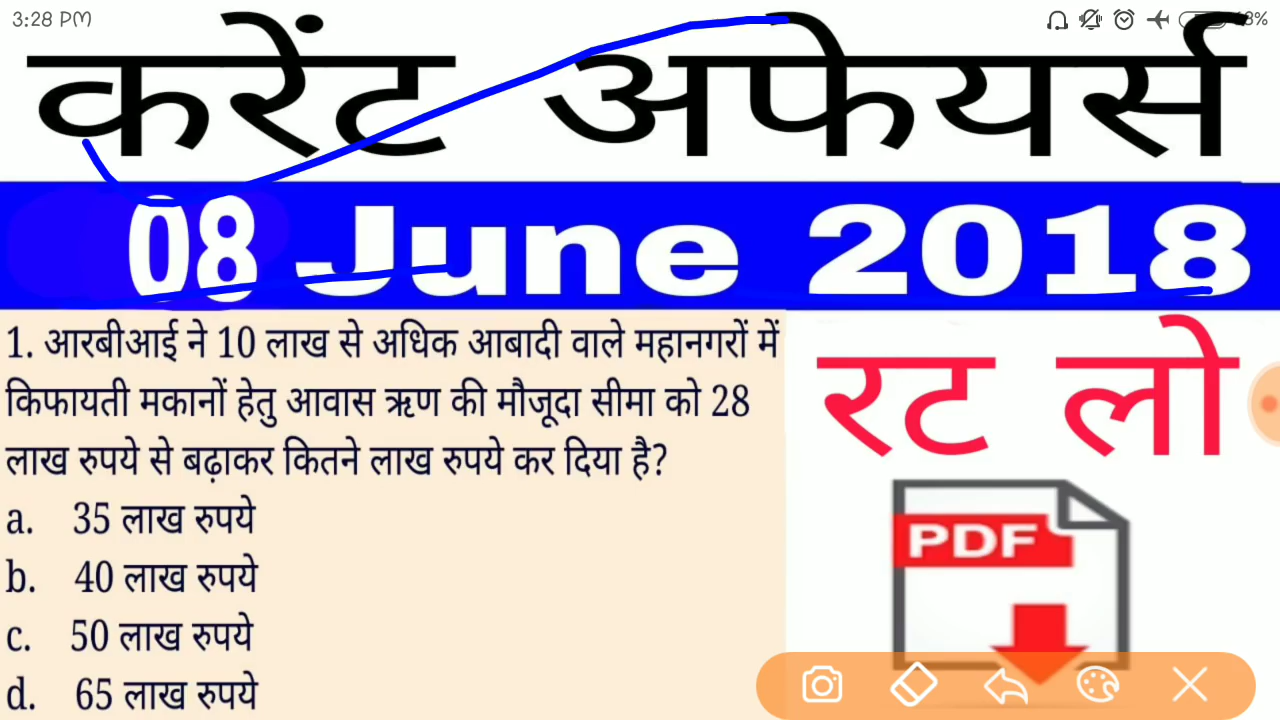 3:28 PM
करेंट अफेयर्स
08 June 2018
1. आरबीआई ने 10 लाख से अधिक आबादी वाले महानगरों में
किफायती मकानों हेतु आवास ऋण की मौजूदा सीमा को 28
लाख रुपये से बढ़ाकर कितने लाख रुपये कर दिया है?
a. 35 लाख रुपये
b. 40 लाख रुपये
c. 50 लाख रुपये
d. 65 लाख रुपये
रट लो
PDF